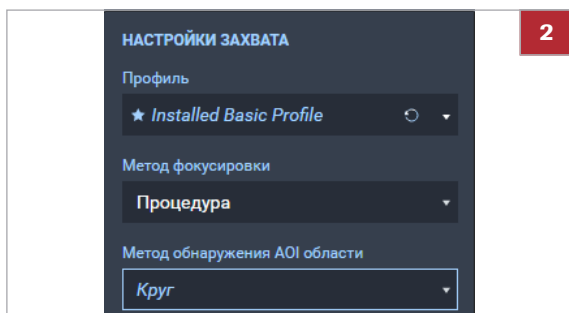 НАСТРОЙКИ ЗАХВАТА
2
Профиль
★ Installed Basic Profile
Метод фокусировки
Процедура
Метод обнаружения AOI области
Круг